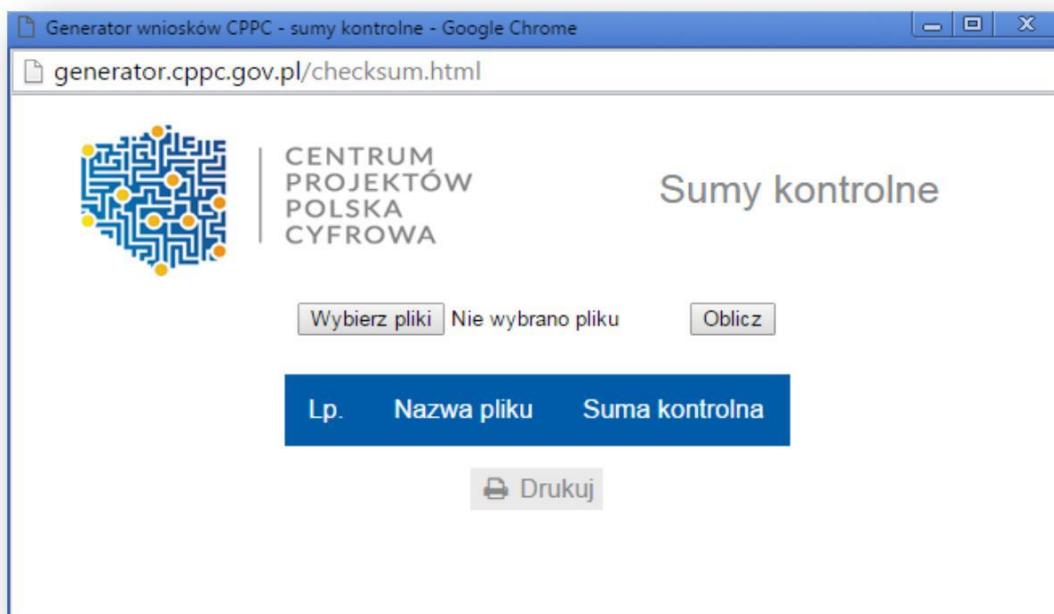 Generator wniosków CPPC - sumy kontrolne - Google Chrome
generator.cppc.gov.pl/checksum.html
CENTRUM
PROJEKTÓW
POLSKA
CYFROWA
Sumy kontrolne
Wybierz pliki Nie wybrano pliku Oblicz
Lp. Nazwa pliku Suma kontrolna
Drukuj